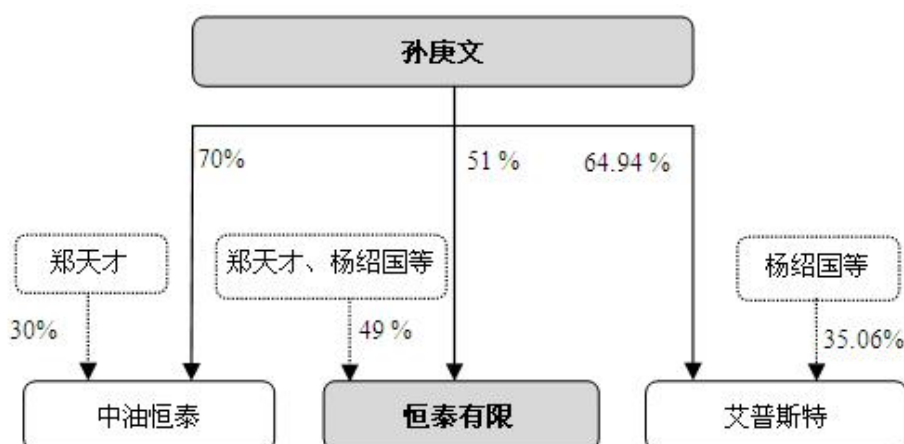 孙庚文
70%
51 %
64.94 %
郑天才
郑天才、杨绍国等
杨绍国等
30%
49 %
35.06%
中油恒泰
恒泰有限
艾普斯特